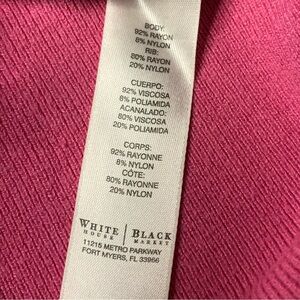 BODY:
92% RAYON
8% NYLON
RIB:
80% RAYON
20% NYLON
CUERPO:
92% VISCOSA
8% POLIAMIDA
ACANALADO:
80% VISCOSA
20% POLIAMIDA
CORPS:
92% RAYONNE
8% NYLON
CÔTE:
80% RAYONNE
20% NYLON
WHITE BLACK
HOUSE MARKET
11215 METRO PARKWAY
FORT MYERS, FL 33966